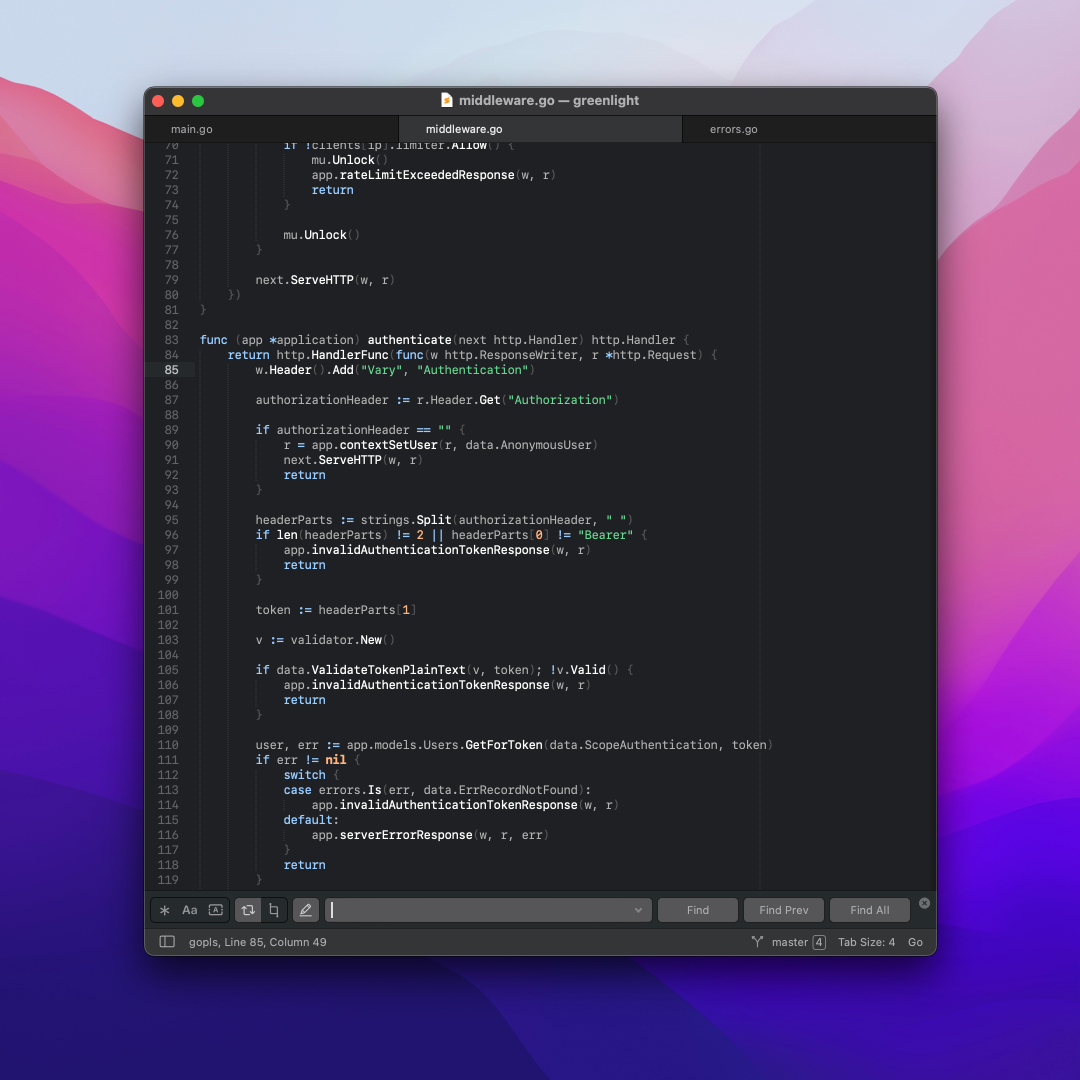 middleware.go — greenlight
main.go middleware.go errors.go
70 if !clients[ip].limiter.Allow() {
71 mu.Unlock()
72 app.rateLimitExceededResponse(w, r)
73 return
74 }
75
76 mu.Unlock()
77 }
78
79 next.ServeHTTP(w, r)
80 })
81 }
82
83 func (app *application) authenticate(next http.Handler) http.Handler {
84 return http.HandlerFunc(func(w http.ResponseWriter, r *http.Request) {
85 w.Header().Add("Vary", "Authentication")
86
87 authorizationHeader := r.Header.Get("Authorization")
88
89 if authorizationHeader == "" {
90 r = app.contextSetUser(r, data.AnonymousUser)
91 next.ServeHTTP(w, r)
92 return
93 }
94
95 headerParts := strings.Split(authorizationHeader, " ")
96 if len(headerParts) != 2 || headerParts[0] != "Bearer" {
97 app.invalidAuthenticationTokenResponse(w, r)
98 return
99 }
100
101 token := headerParts[1]
102
103 v := validator.New()
104
105 if data.ValidateTokenPlainText(v, token); !v.Valid() {
106 app.invalidAuthenticationTokenResponse(w, r)
107 return
108 }
109
110 user, err := app.models.Users.GetForToken(data.ScopeAuthentication, token)
111 if err != nil {
112 switch {
113 case errors.Is(err, data.ErrRecordNotFound):
114 app.invalidAuthenticationTokenResponse(w, r)
115 default:
116 app.serverErrorResponse(w, r, err)
117 }
118 return
119 }
Aa A Find Find Prev Find All
gopls, Line 85, Column 49 master 4 Tab Size: 4 Go